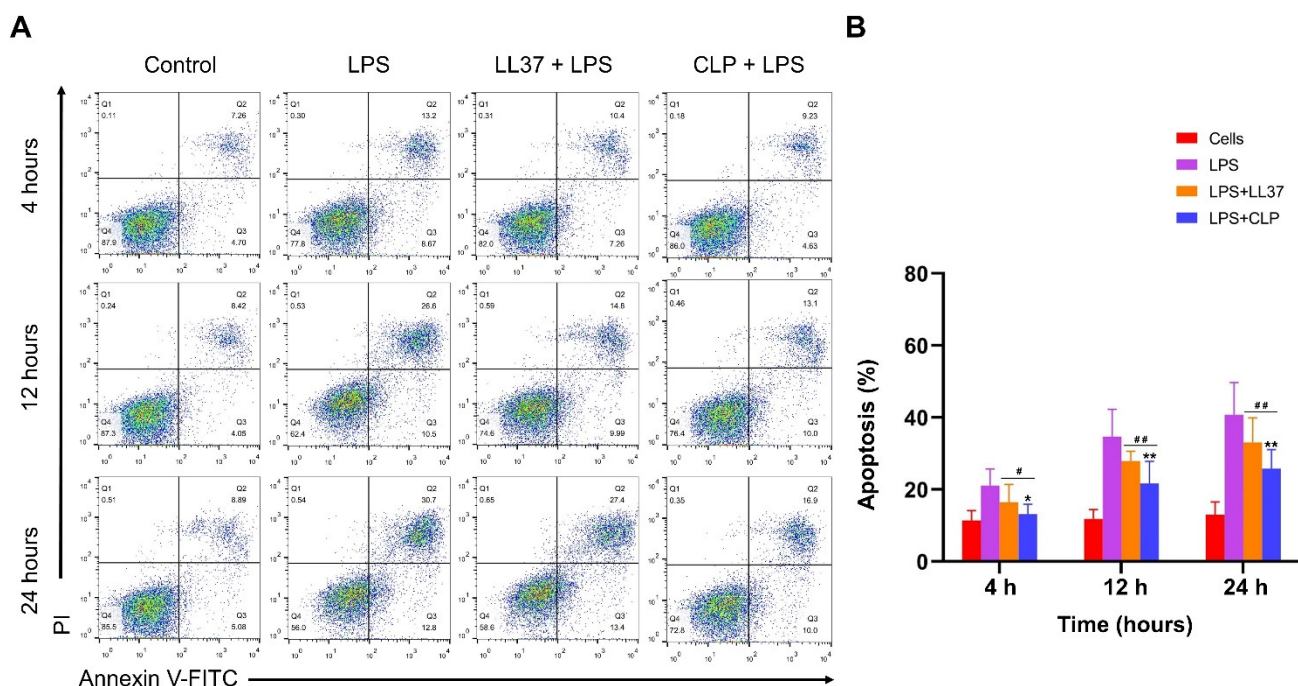 A
B
Control
LPS
LL37 + LPS
CLP + LPS
4 hours
Q1
0.11
Q2
7.26
Q4
87.9
Q3
4.70
Q1
0.30
Q2
13.2
Q4
77.8
Q3
8.67
Q1
0.31
Q2
10.4
Q4
82.0
Q3
7.26
Q1
0.18
Q2
9.23
Q4
86.0
Q3
4.63
12 hours
Q1
0.24
Q2
8.42
Q4
87.3
Q3
4.05
Q1
0.53
Q2
26.6
Q4
62.4
Q3
10.5
Q1
0.59
Q2
14.8
Q4
74.6
Q3
9.99
Q1
0.46
Q2
13.1
Q4
76.4
Q3
10.0
24 hours
Q1
0.51
Q2
8.89
Q4
85.5
Q3
5.08
Q1
0.54
Q2
30.7
Q4
56.0
Q3
12.8
Q1
0.65
Q2
27.4
Q4
58.6
Q3
13.4
Q1
0.35
Q2
16.9
Q4
72.8
Q3
10.0
PI
Annexin V-FITC
Cells
LPS
LPS+LL37
LPS+CLP
80
60
40
20
0
Apoptosis (%)
#
*
##
**
##
**
4 h
12 h
24 h
Time (hours)